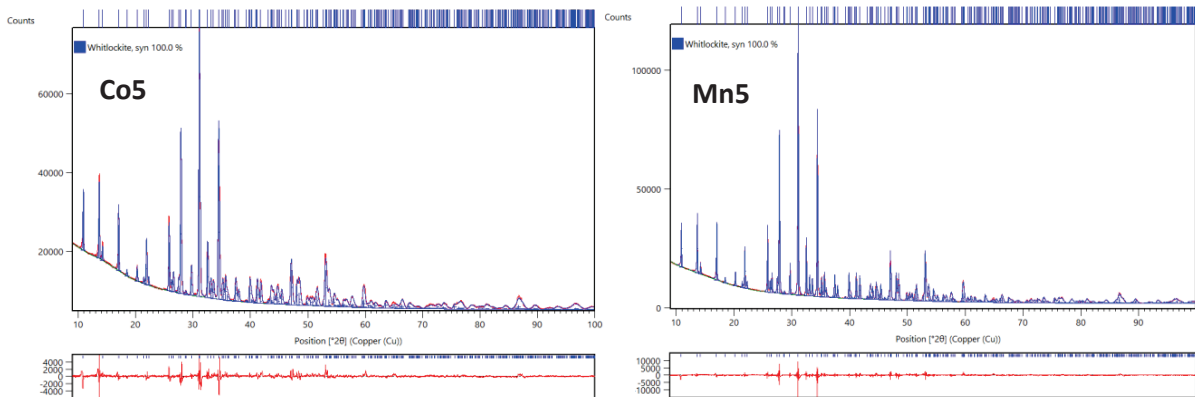 Counts
Whitlockite, syn 100.0 %
Co5
60000
40000
20000
10 20 30 40 50 60 70 80 90 100
Position [°2θ] (Copper (Cu))
4000
2000
0
-2000
-4000
Counts
Whitlockite, syn 100.0 %
Mn5
100000
50000
0
10 20 30 40 50 60 70 80 90
Position [°2θ] (Copper (Cu))
10000
5000
0
-5000
-10000